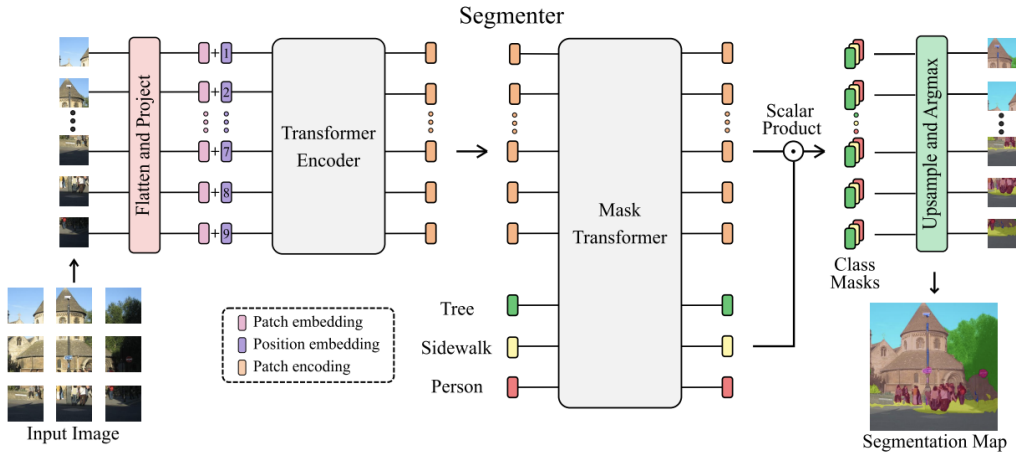 Segmenter
Flatten and Project
+1
+2
+7
+8
+9
Transformer
Encoder
Mask
Transformer
Scalar
Product
Upsample and Argmax
Class
Masks
Tree
Sidewalk
Person
Patch embedding
Position embedding
Patch encoding
Input Image
Segmentation Map